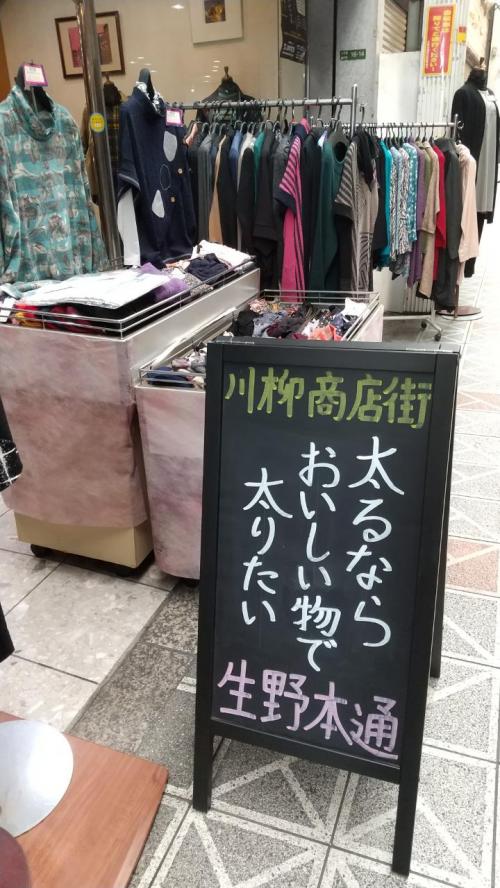 川柳商店街
太るなら
おいしい物で
太りたい
生野本通